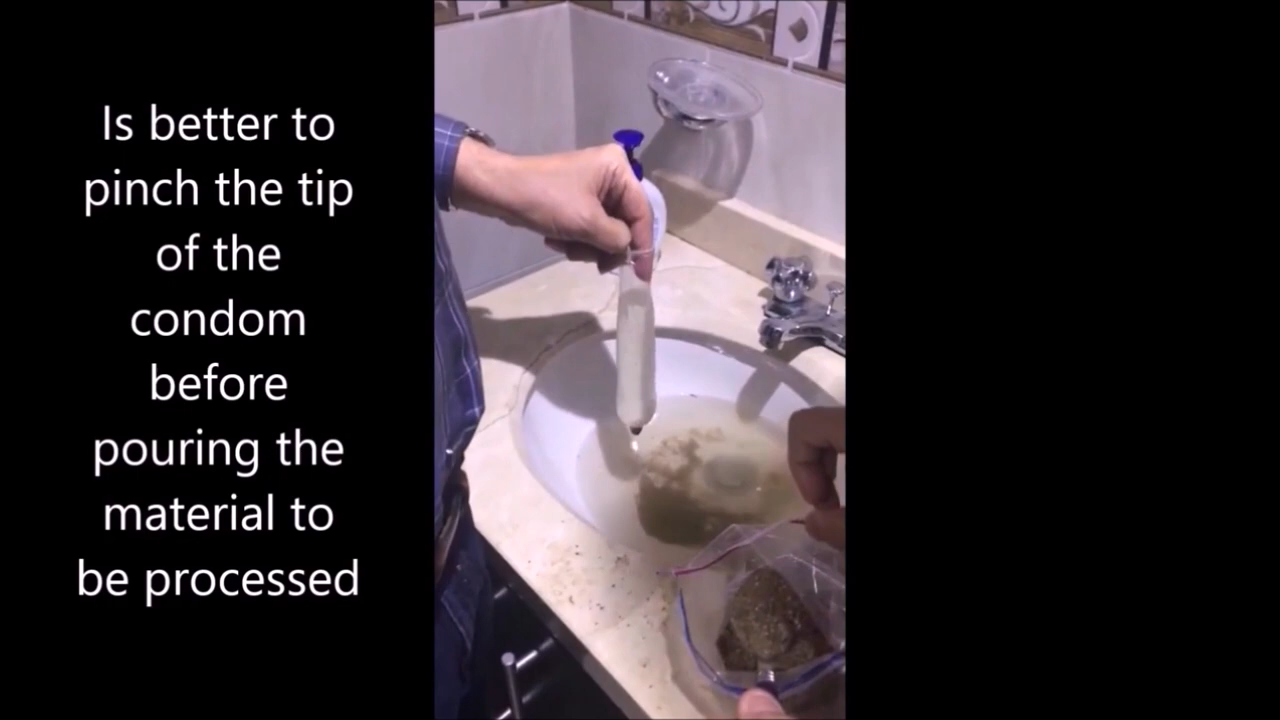 Is better to
pinch the tip
of the
condom
before
pouring the
material to
be processed